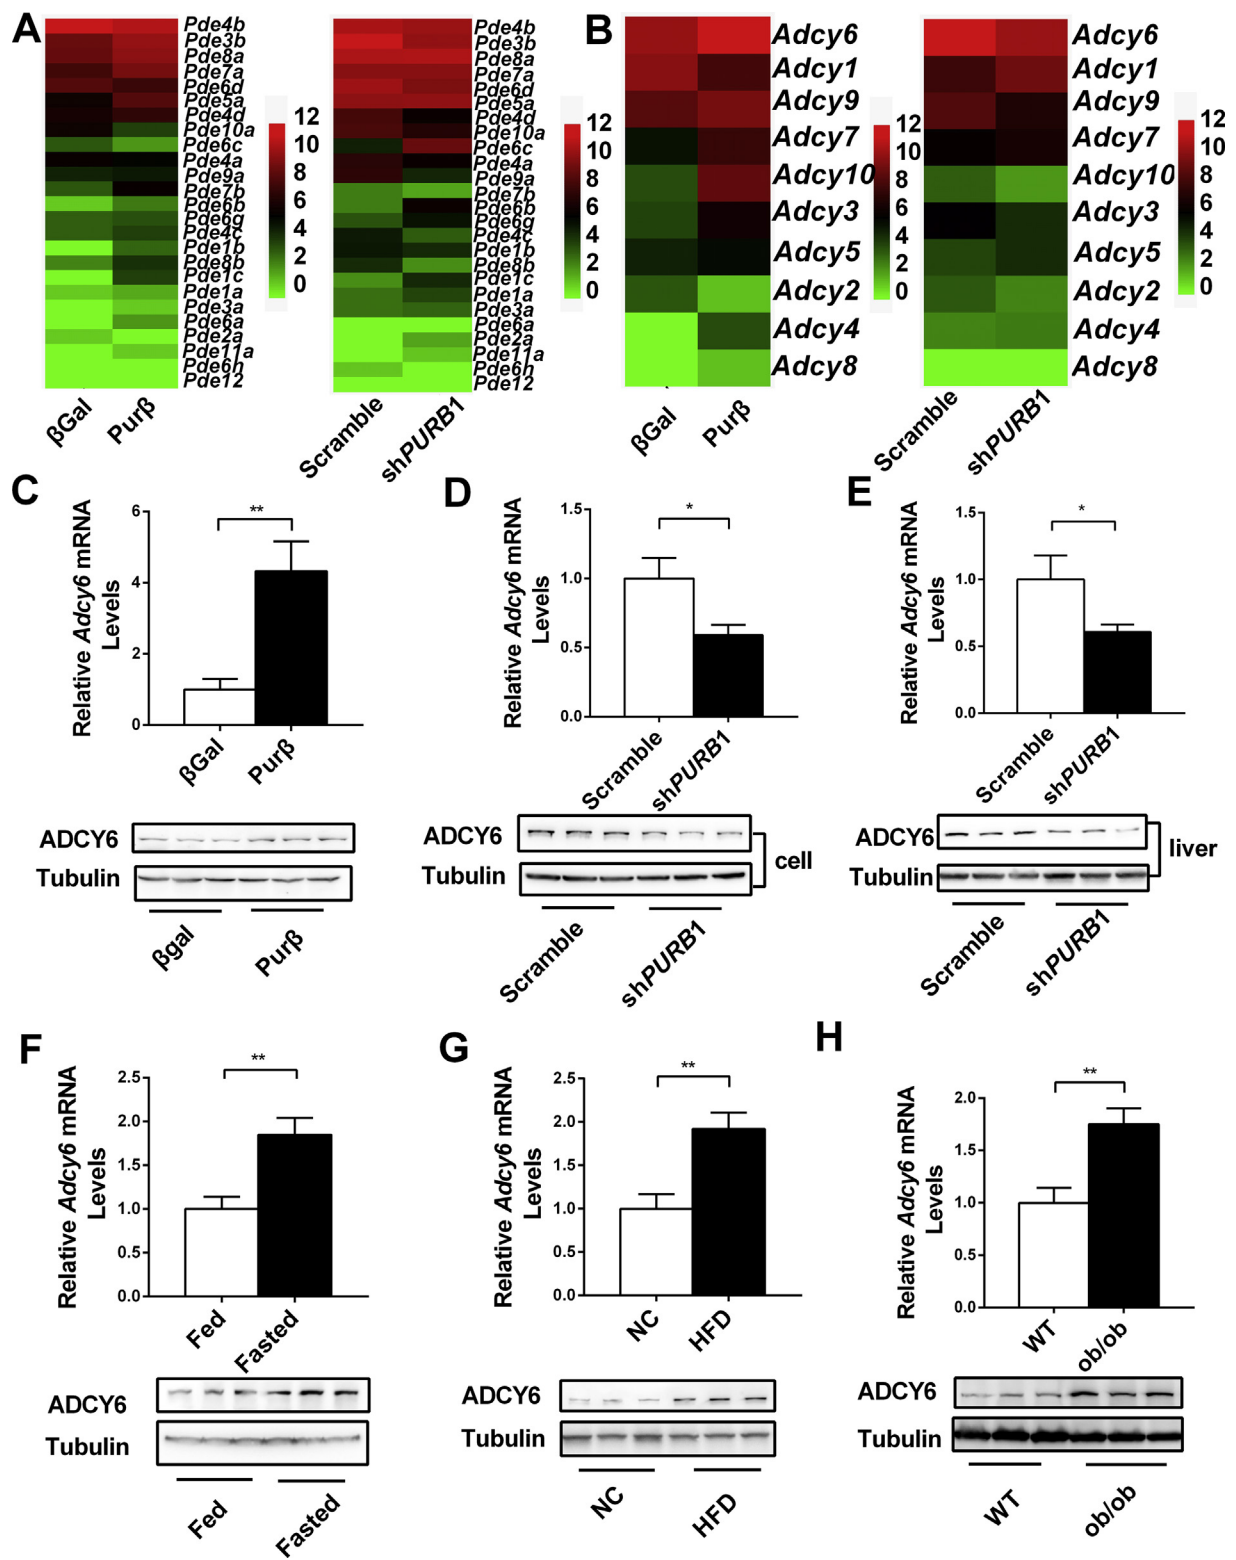 A
Pde4b
Pde3b
Pde8a
Pde7a
Pde6d
Pde5a
Pde4d
Pde10a
Pde6c
Pde4a
Pde9a
Pde7b
Pde6b
Pde6g
Pde4c
Pde1b
Pde8b
Pde1c
Pde1a
Pde3a
Pde6a
Pde2a
Pde11a
Pde6h
Pde12
12
10
8
6
4
2
0
βGal
Purβ
Pde4b
Pde3b
Pde8a
Pde7a
Pde6d
Pde5a
Pde4d
Pde10a
Pde6c
Pde4a
Pde9a
Pde7b
Pde6b
Pde6g
Pde4c
Pde1b
Pde8b
Pde1c
Pde1a
Pde3a
Pde6a
Pde2a
Pde11a
Pde6h
Pde12
12
10
8
6
4
2
0
Scramble
shPURB1
B
Adcy6
Adcy1
Adcy9
Adcy7
Adcy10
Adcy3
Adcy5
Adcy2
Adcy4
Adcy8
12
10
8
6
4
2
0
βGal
Purβ
Adcy6
Adcy1
Adcy9
Adcy7
Adcy10
Adcy3
Adcy5
Adcy2
Adcy4
Adcy8
12
10
8
6
4
2
0
Scramble
shPURB1
C
Relative Adcy6 mRNA
Levels
6
4
2
0
**
βGal
Purβ
ADCY6
Tubulin
βgal
Purβ
D
Relative Adcy6 mRNA
Levels
1.5
1.0
0.5
0.0
*
Scramble
shPURB1
ADCY6
Tubulin
cell
Scramble
shPURB1
E
Relative Adcy6 mRNA
Levels
1.5
1.0
0.5
0.0
*
Scramble
shPURB1
ADCY6
Tubulin
liver
Scramble
shPURB1
F
Relative Adcy6 mRNA
Levels
2.5
2.0
1.5
1.0
0.5
0.0
**
Fed
Fasted
ADCY6
Tubulin
Fed
Fasted
G
Relative Adcy6 mRNA
Levels
2.5
2.0
1.5
1.0
0.5
0.0
**
NC
HFD
ADCY6
Tubulin
NC
HFD
H
Relative Adcy6 mRNA
Levels
2.0
1.5
1.0
0.5
0.0
**
WT
ob/ob
ADCY6
Tubulin
WT
ob/ob